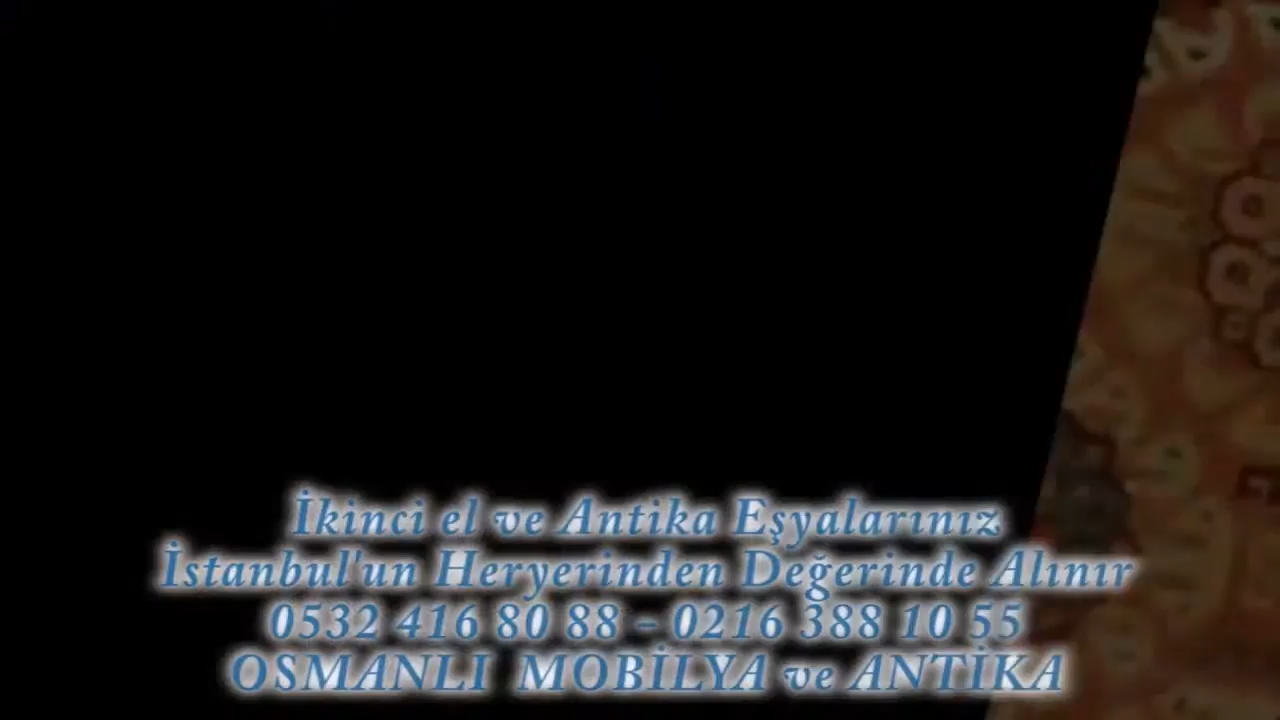 İkinci el ve Antika Eşyalarınız
İstanbul'un Heryerinden Değerinde Alınır
0532 416 80 88 - 0216 388 10 55
OSMANLI MOBİLYA ve ANTİKA